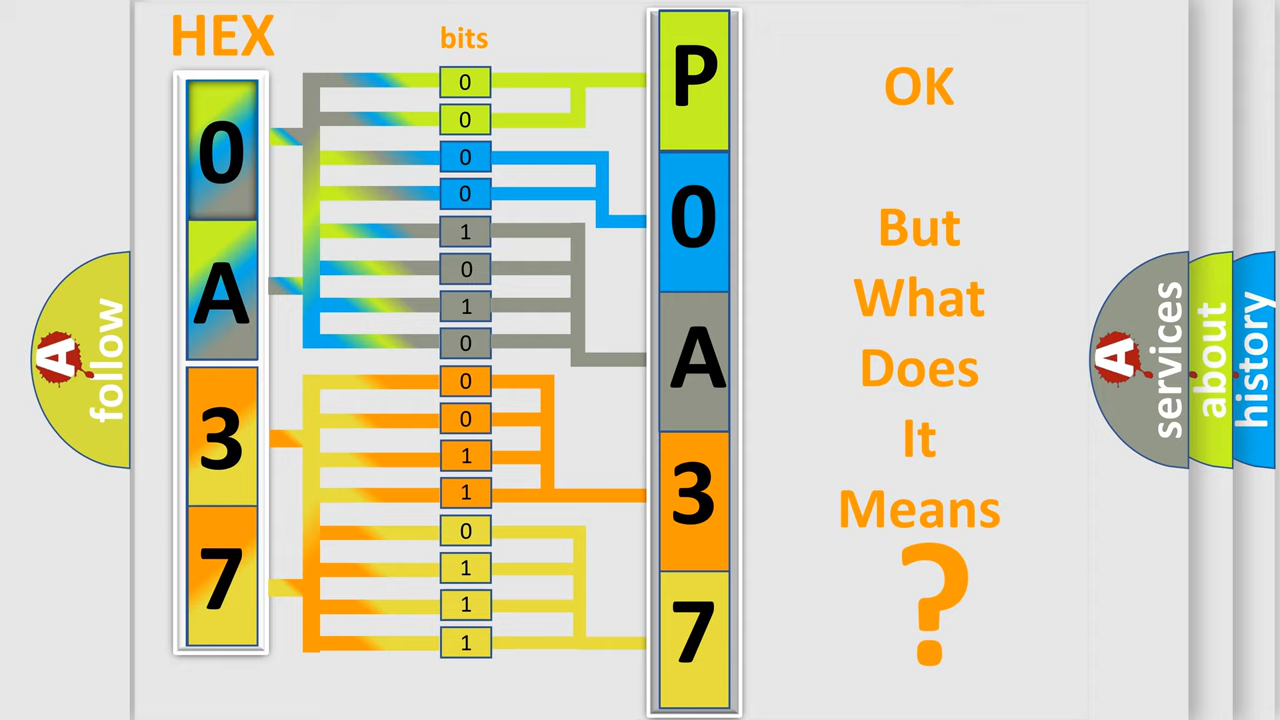 HEX
bits
0
A
3
7
0
0
0
0
1
0
1
0
0
0
1
1
0
1
1
1
P
0
A
3
7
OK
But
What
Does
It
Means
?
A
follow
A
services
about
history